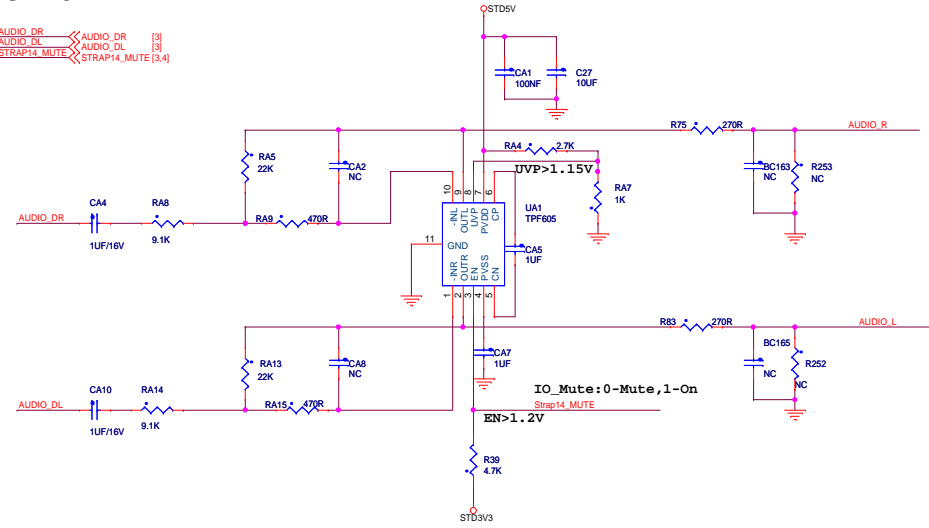 STD5V
AUDIO_DR
AUDIO_DL
STRAP14_MUTE
AUDIO_DR [3]
AUDIO_DL [3]
STRAP14_MUTE [3,4]
CA1
100NF
C27
10UF
R75 270R
AUDIO_R
RA4 2.7K
UVP>1.15V
RA5
22K
CA2
NC
BC163
NC
R253
NC
RA7
1K
CA4
AUDIO_DR
1UF/16V
RA8
9.1K
RA9 470R
10 9 8 7 6
-INL OUTL UVP PVDD CP
UA1
TPF605
11 GND
CA5
1UF
-INR OUTR EN PVSS CN
1 2 3 4 5
R83 270R
AUDIO_L
RA13
22K
CA8
NC
CA7
1UF
BC165
NC
R252
NC
CA10
AUDIO_DL
1UF/16V
RA14
9.1K
RA15 470R
IO_Mute:0-Mute,1-On
Strap14_MUTE
EN>1.2V
R39
4.7K
STD3V3